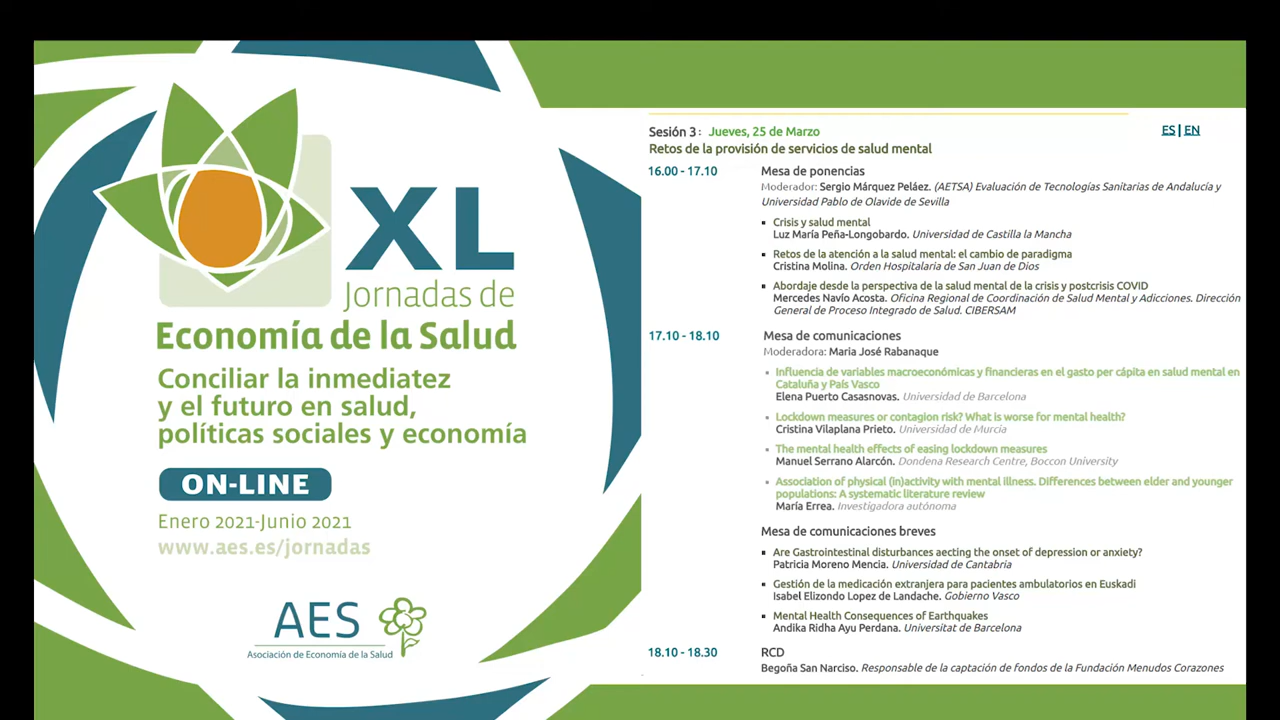 XL
Jornadas de
Economía de la Salud
Conciliar la inmediatez
y el futuro en salud,
políticas sociales y economía
ON-LINE
Enero 2021-Junio 2021
www.aes.es/jornadas
AES
Asociación de Economía de la Salud
ES | EN
Sesión 3: Jueves, 25 de Marzo
Retos de la provisión de servicios de salud mental
16.00 - 17.10 Mesa de ponencias
Moderador: Sergio Márquez Peláez. (AETSA) Evaluación de Tecnologías Sanitarias de Andalucía y
Universidad Pablo de Olavide de Sevilla
Crisis y salud mental
Luz María Peña-Longobardo. Universidad de Castilla la Mancha
Retos de la atención a la salud mental: el cambio de paradigma
Cristina Molina. Orden Hospitalaria de San Juan de Dios
Abordaje desde la perspectiva de la salud mental de la crisis y postcrisis COVID
Mercedes Navío Acosta. Oficina Regional de Coordinación de Salud Mental y Adicciones. Dirección
General de Proceso Integrado de Salud. CIBERSAM
17.10 - 18.10 Mesa de comunicaciones
Moderadora: Maria José Rabanaque
Influencia de variables macroeconómicas y financieras en el gasto per cápita en salud mental en
Cataluña y País Vasco
Elena Puerto Casasnovas. Universidad de Barcelona
Lockdown measures or contagion risk? What is worse for mental health?
Cristina Vilaplana Prieto. Universidad de Murcia
The mental health effects of easing lockdown measures
Manuel Serrano Alarcón. Dondena Research Centre, Boccon University
Association of physical (in)activity with mental illness. Differences between elder and younger
populations: A systematic literature review
María Errea. Investigadora autónoma
Mesa de comunicaciones breves
Are Gastrointestinal disturbances aecting the onset of depression or anxiety?
Patricia Moreno Mencia. Universidad de Cantabria
Gestión de la medicación extranjera para pacientes ambulatorios en Euskadi
Isabel Elizondo Lopez de Landache. Gobierno Vasco
Mental Health Consequences of Earthquakes
Andika Ridha Ayu Perdana. Universitat de Barcelona
18.10 - 18.30 RCD
Begoña San Narciso. Responsable de la captación de fondos de la Fundación Menudos Corazones